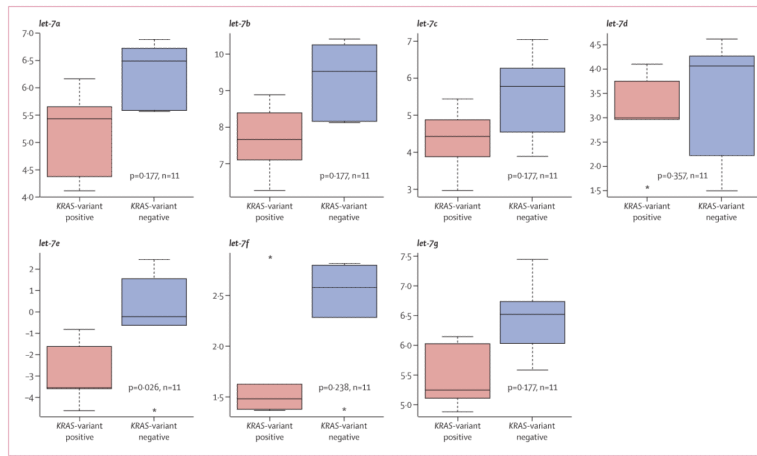 let-7a
7·0
6·5
6·0
5·5
5·0
4·5
4·0
p=0·177, n=11
KRAS-variant
positive
KRAS-variant
negative
let-7b
10
9
8
7
p=0·177, n=11
KRAS-variant
positive
KRAS-variant
negative
let-7c
7
6
5
4
3
p=0·177, n=11
KRAS-variant
positive
KRAS-variant
negative
let-7d
4·5
4·0
3·5
3·0
2·5
2·0
1·5
*
p=0·357, n=11
KRAS-variant
positive
KRAS-variant
negative
let-7e
2
1
0
-1
-2
-3
-4
p=0·026, n=11
*
KRAS-variant
positive
KRAS-variant
negative
let-7f
*
2·5
2·0
1·5
p=0·238, n=11
*
KRAS-variant
positive
KRAS-variant
negative
let-7g
7·5
7·0
6·5
6·0
5·5
5·0
p=0·177, n=11
KRAS-variant
positive
KRAS-variant
negative